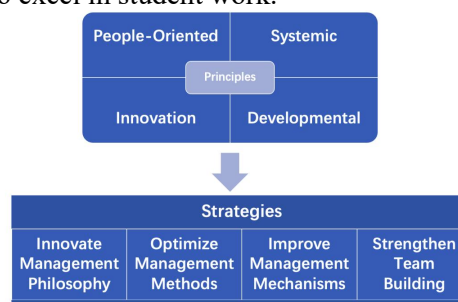 o excel in student work.
People-Oriented
Systemic
Principles
Innovation
Developmental
Strategies
Innovate
Management
Philosophy
Optimize
Management
Methods
Improve
Management
Mechanisms
Strengthen
Team
Building